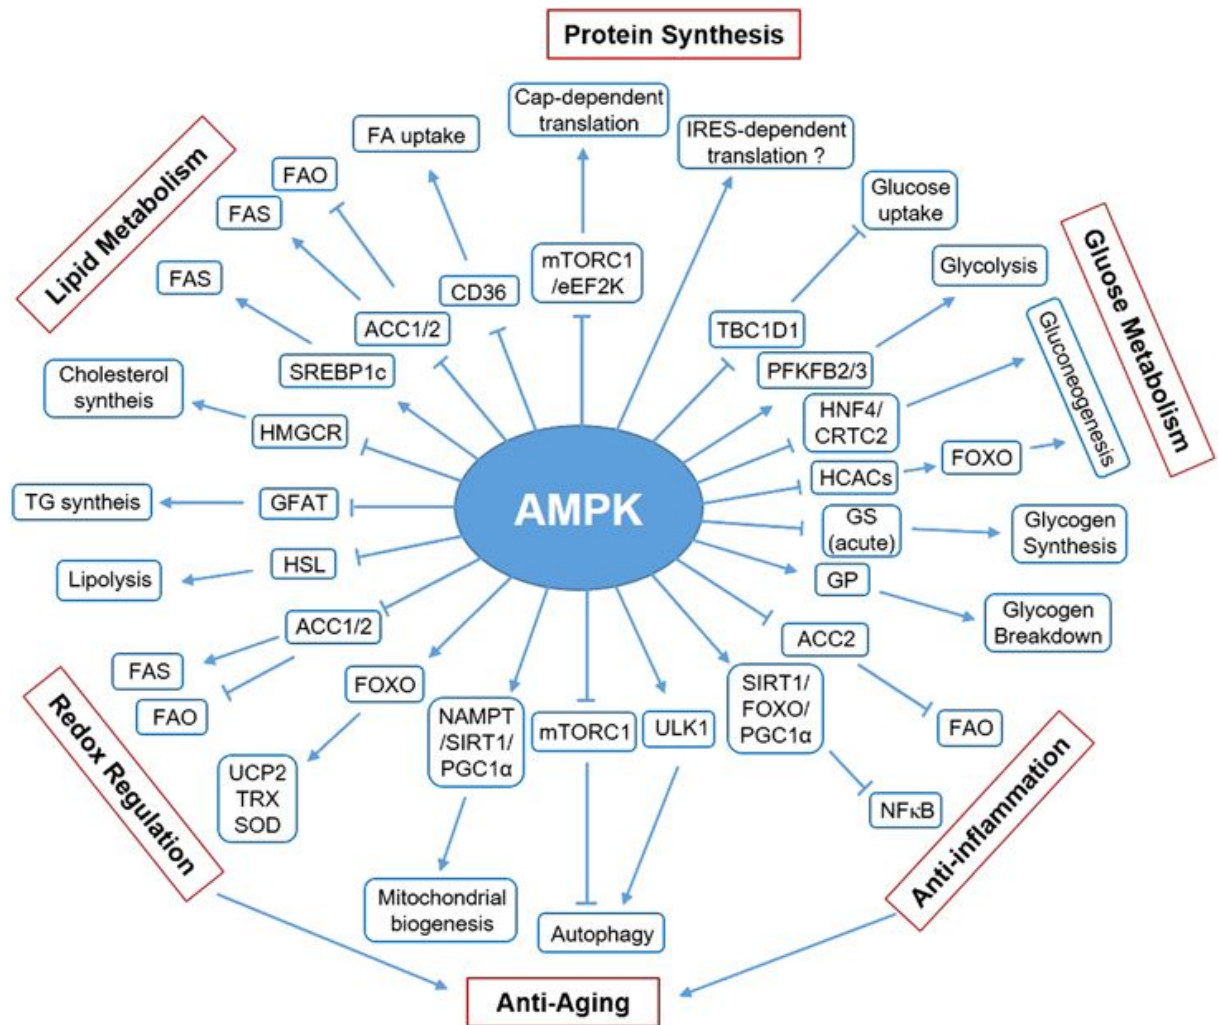 Protein Synthesis
Cap-dependent
translation
IRES-dependent
translation ?
FA uptake
FAO
FAS
Lipid Metabolism
Glucose
uptake
mTORC1
/eEF2K
CD36
FAS
ACC1/2
SREBP1c
Glycolysis
TBC1D1
PFKFB2/3
Gluose Metabolism
Gluconeogenesis
Cholesterol
syntheis
HMGCR
HNF4/
CRTC2
HCACs
FOXO
TG syntheis
GFAT
AMPK
GS
(acute)
Glycogen
Synthesis
Lipolysis
HSL
GP
Glycogen
Breakdown
ACC1/2
ACC2
FAS
FAO
FOXO
NAMPT
/SIRT1/
PGC1α
mTORC1
ULK1
SIRT1/
FOXO/
PGC1α
FAO
Redox Regulation
UCP2
TRX
SOD
NFκB
Anti-inflammation
Mitochondrial
biogenesis
Autophagy
Anti-Aging